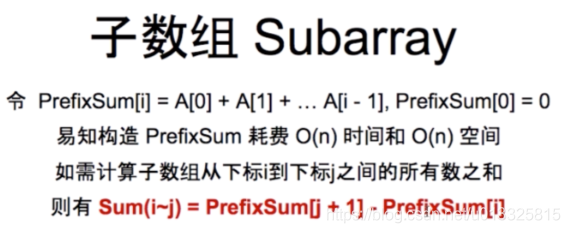 子数组 Subarray
令 PrefixSum[i] = A[0] + A[1] + … A[i - 1], PrefixSum[0] = 0
易知构造 PrefixSum 耗费 O(n) 时间和 O(n) 空间
如需计算子数组从下标i到下标j之间的所有数之和
则有 Sum(i~j) = PrefixSum[j + 1] - PrefixSum[i]